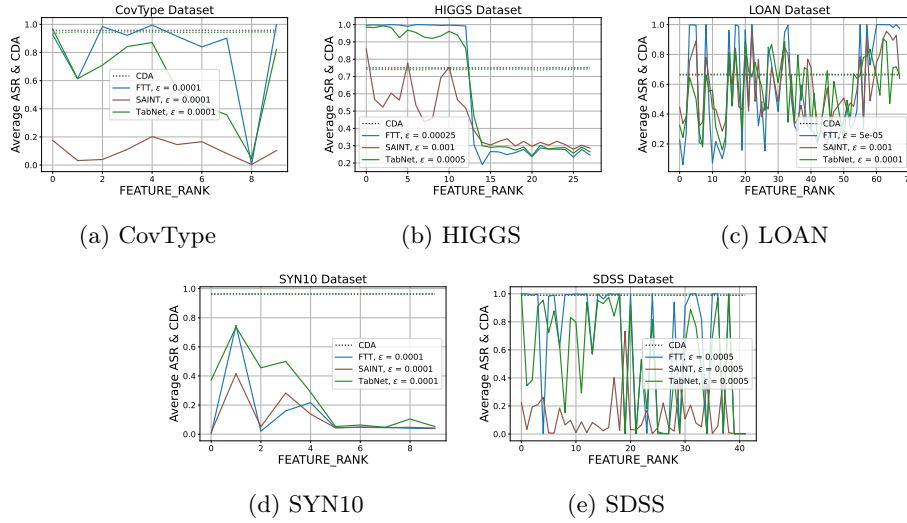 CovType Dataset
1.0
0.8
0.6
0.4
0.2
0.0
Average ASR & CDA
CDA
FTT, ε = 0.0001
SAINT, ε = 0.0001
TabNet, ε = 0.0001
0 2 4 6 8
FEATURE_RANK
(a) CovType
HIGGS Dataset
1.0
0.9
0.8
0.7
0.6
0.5
0.4
0.3
0.2
Average ASR & CDA
CDA
FTT, ε = 0.00025
SAINT, ε = 0.001
TabNet, ε = 0.0005
0 5 10 15 20 25
FEATURE_RANK
(b) HIGGS
LOAN Dataset
1.0
0.8
0.6
0.4
0.2
0.0
Average ASR & CDA
CDA
FTT, ε = 5e-05
SAINT, ε = 0.001
TabNet, ε = 0.0001
0 10 20 30 40 50 60
FEATURE_RANK
(c) LOAN
SYN10 Dataset
1.0
0.8
0.6
0.4
0.2
0.0
Average ASR & CDA
CDA
FTT, ε = 0.0001
SAINT, ε = 0.0001
TabNet, ε = 0.0001
0 2 4 6 8
FEATURE_RANK
(d) SYN10
SDSS Dataset
1.0
0.8
0.6
0.4
0.2
0.0
Average ASR & CDA
CDA
FTT, ε = 0.0005
SAINT, ε = 0.0005
TabNet, ε = 0.0005
0 10 20 30 40
FEATURE_RANK
(e) SDSS